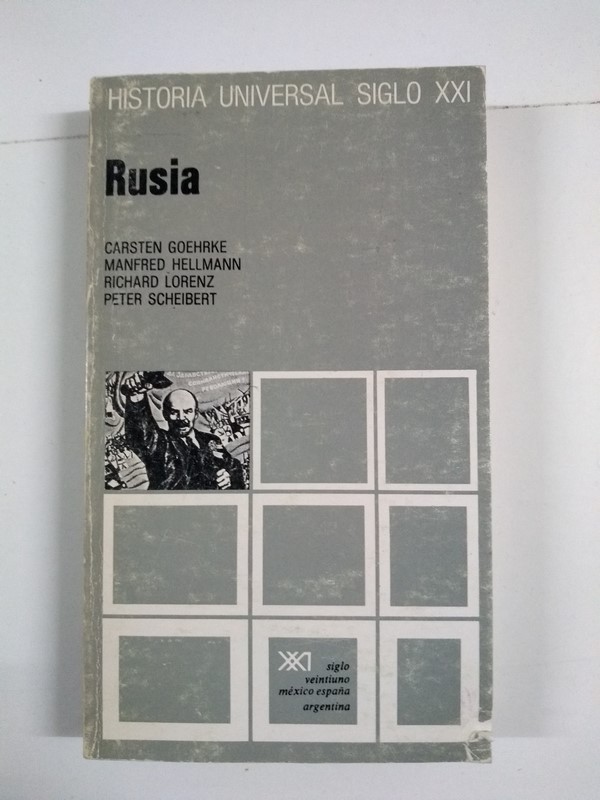 HISTORIA UNIVERSAL SIGLO XXI
Rusia
CARSTEN GOEHRKE
MANFRED HELLMANN
RICHARD LORENZ
PETER SCHEIBERT
siglo
veintiuno
méxico españa
argentina